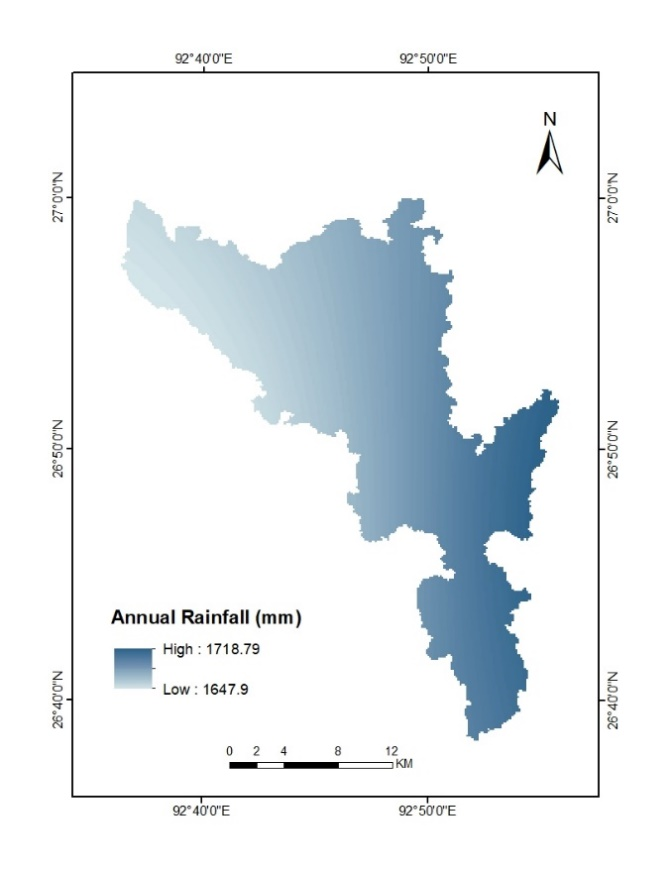 92°40'0"E 92°50'0"E
N
27°0'0"N 27°0'0"N
26°50'0"N 26°50'0"N
Annual Rainfall (mm)
High : 1718.79
Low : 1647.9
26°40'0"N 26°40'0"N
0 2 4 8 12
KM
92°40'0"E 92°50'0"E